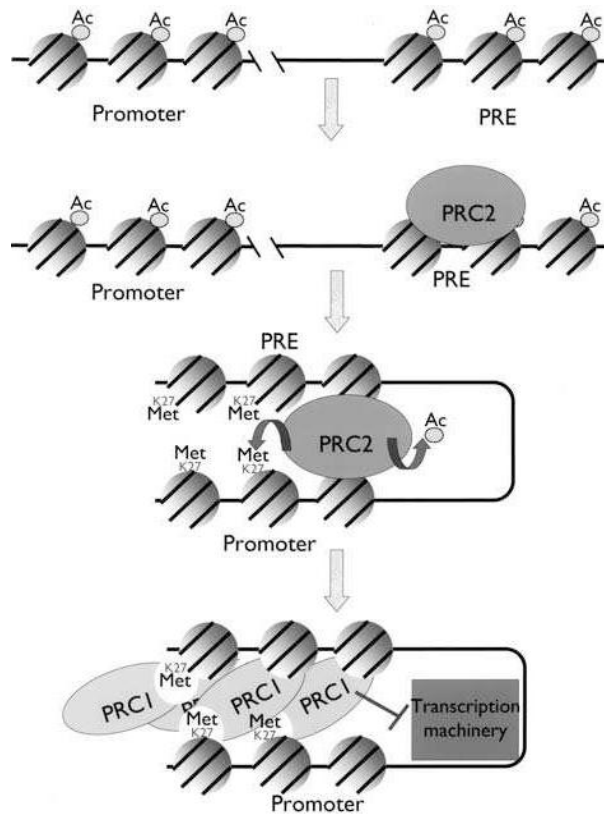 Ac Ac Ac Ac Ac Ac
Promoter PRE
Ac Ac Ac PRC2 Ac
Promoter PRE
PRE
K27 K27
Met Met
PRC2 Ac
Met Met
K27 K27
Promoter
K27
Met
PRC1 PRC1 PRC1
Transcription
machinery
Met Met
K27 K27
Promoter